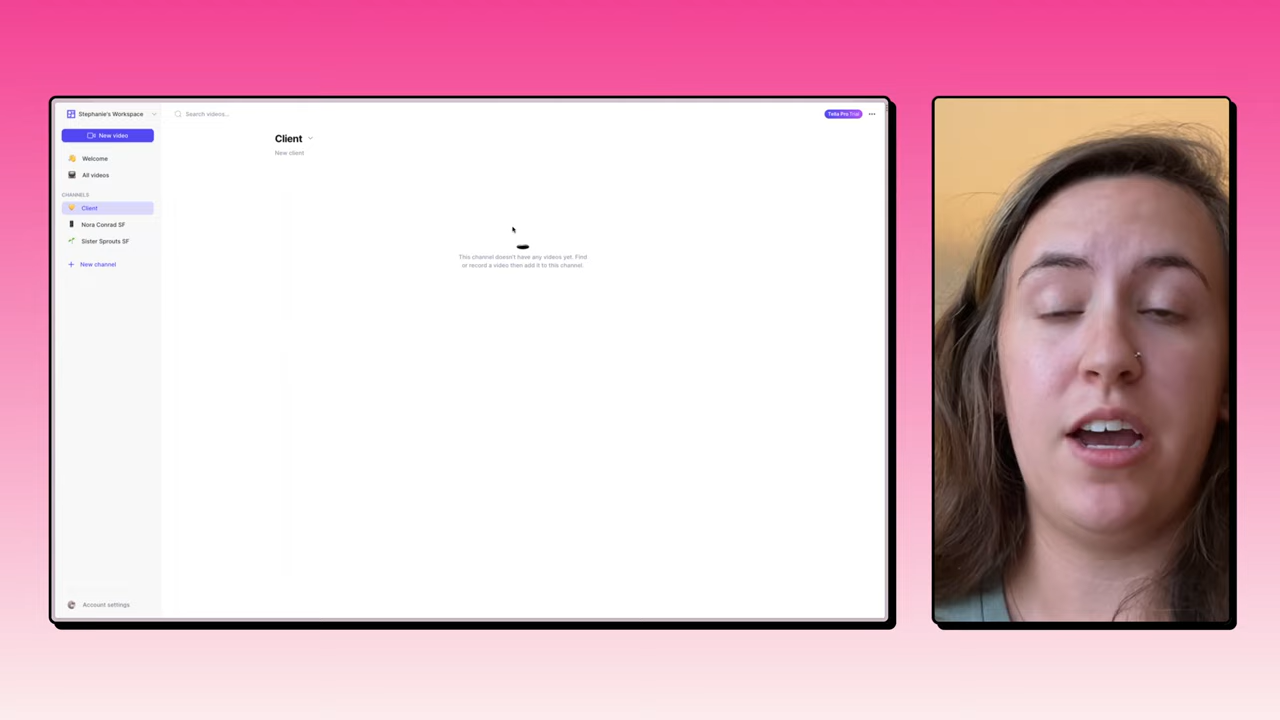 Stephanie's Workspace
Search videos...
Tella Pro Trial
New video
Client
New client
Welcome
All videos
CHANNELS
Client
Nora Conrad SF
Sister Sprouts SF
New channel
This channel doesn't have any videos yet. Find
or record a video then add it to this channel.
Account settings